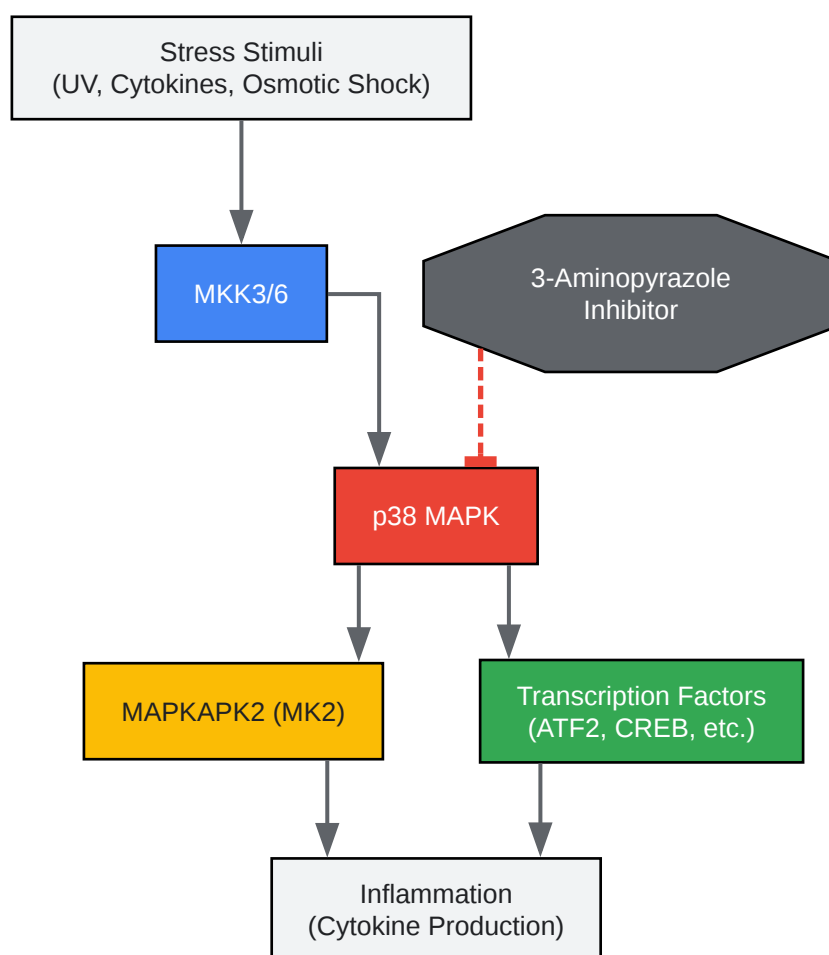 Stress Stimuli
(UV, Cytokines, Osmotic Shock)
MKK3/6
3-Aminopyrazole
Inhibitor
p38 MAPK
MAPKAPK2 (MK2)
Transcription Factors
(ATF2, CREB, etc.)
Inflammation
(Cytokine Production)